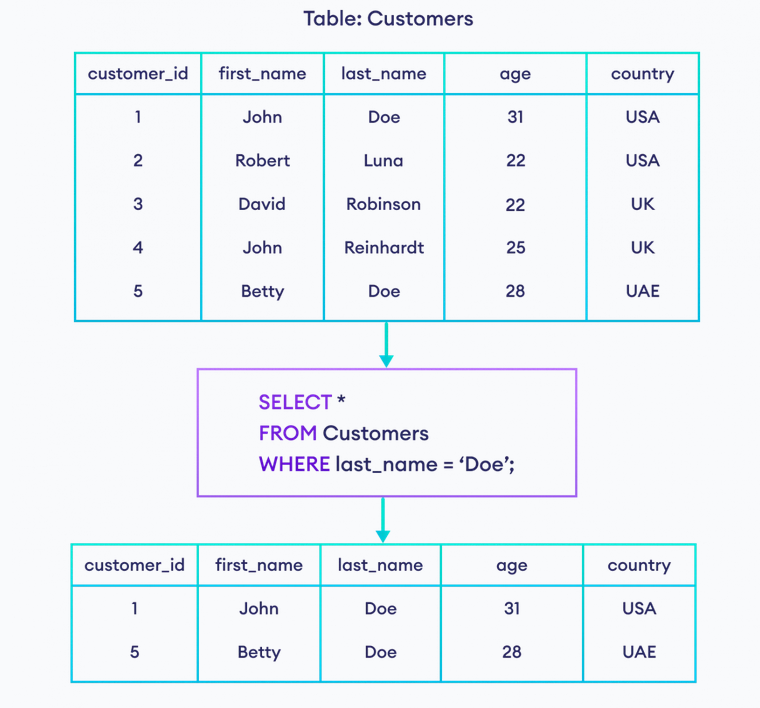 Table: Customers
customer_id first_name last_name age country
1 John Doe 31 USA
2 Robert Luna 22 USA
3 David Robinson 22 UK
4 John Reinhardt 25 UK
5 Betty Doe 28 UAE
SELECT *
FROM Customers
WHERE last_name = ‘Doe’;
customer_id first_name last_name age country
1 John Doe 31 USA
5 Betty Doe 28 UAE